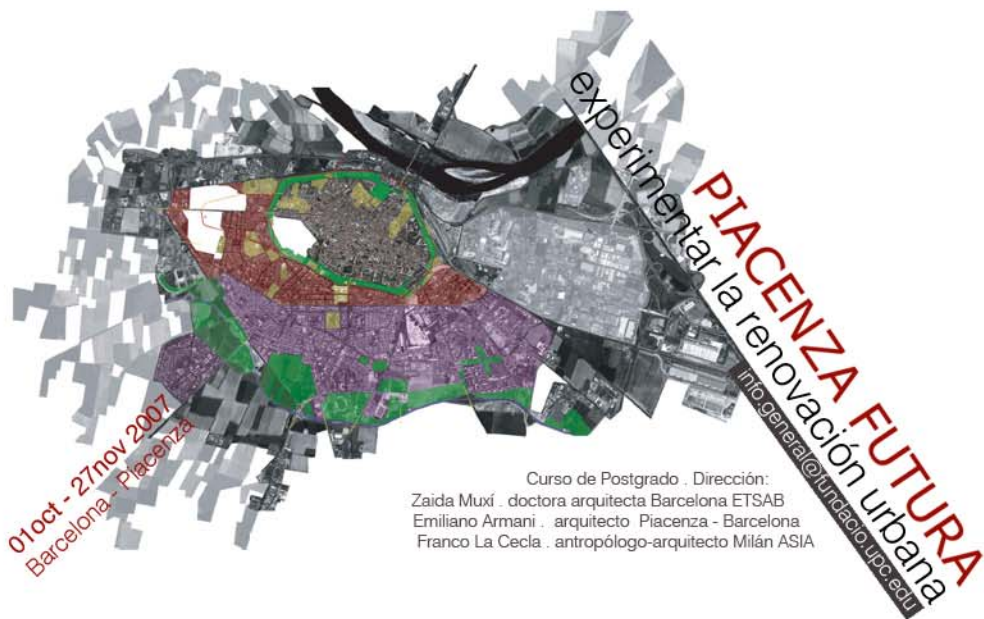 PIACENZA FUTURA
experimentar la renovación urbana
info.general@fundacio.upc.edu
01oct - 27nov 2007
Barcelona - Piacenza
Curso de Postgrado . Dirección:
Zaida Muxí . doctora arquitecta Barcelona ETSAB
Emiliano Armani . arquitecto Piacenza - Barcelona
Franco La Cecla . antropólogo-arquitecto Milán ASIA